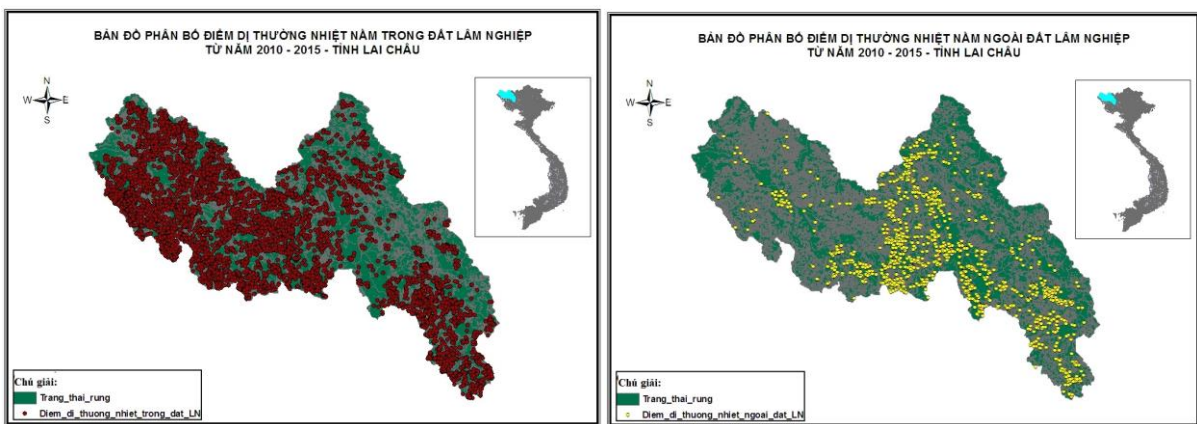 BẢN ĐỒ PHÂN BỐ ĐIỂM DỊ THƯỜNG NHIỆT NẰM TRONG ĐẤT LÂM NGHIỆP
TỪ NĂM 2010 - 2015 - TỈNH LAI CHÂU
N
W E
S
Chú giải:
Trang_thai_rung
Diem_di_thuong_nhiet_trong_dat_LN
BẢN ĐỒ PHÂN BỐ ĐIỂM DỊ THƯỜNG NHIỆT NẰM NGOÀI ĐẤT LÂM NGHIỆP
TỪ NĂM 2010 - 2015 - TỈNH LAI CHÂU
N
W E
S
Chú giải:
Trang_thai_rung
Diem_di_thuong_nhiet_ngoai_dat_LN